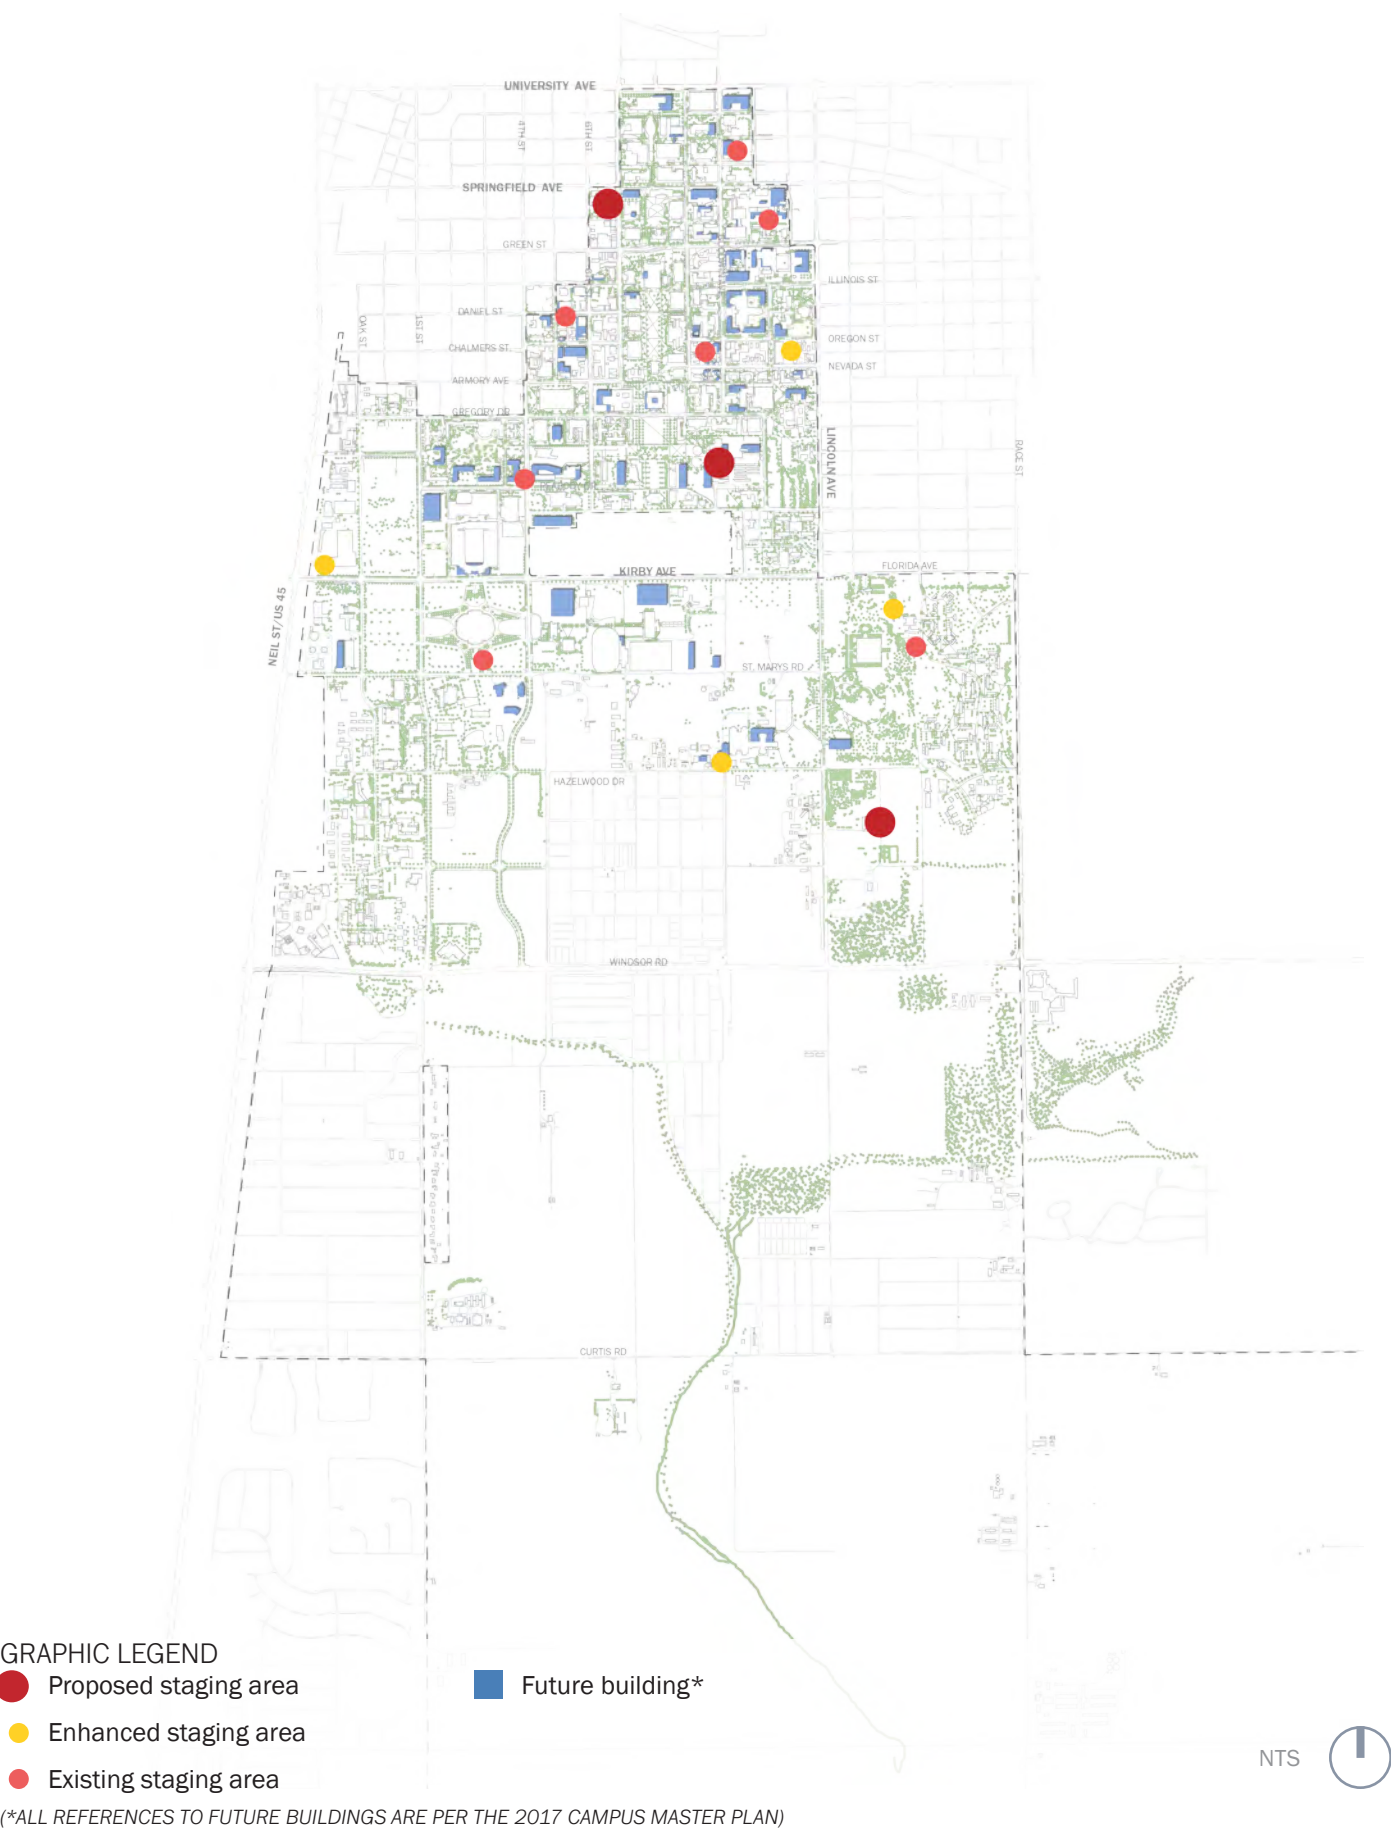 UNIVERSITY AVE
4TH ST
6TH ST
SPRINGFIELD AVE
GREEN ST
ILLINOIS ST
DANIEL ST
OAK ST
1ST ST
OREGON ST
CHALMERS ST
NEVADA ST
ARMORY AVE
GREGORY DR
LINCOLN AVE
RACE ST
KIRBY AVE
FLORIDA AVE
NEIL ST/US 45
ST. MARYS RD
HAZELWOOD DR
WINDSOR RD
CURTIS RD
GRAPHIC LEGEND
Proposed staging area
Future building*
Enhanced staging area
NTS
Existing staging area
(*ALL REFERENCES TO FUTURE BUILDINGS ARE PER THE 2017 CAMPUS MASTER PLAN)